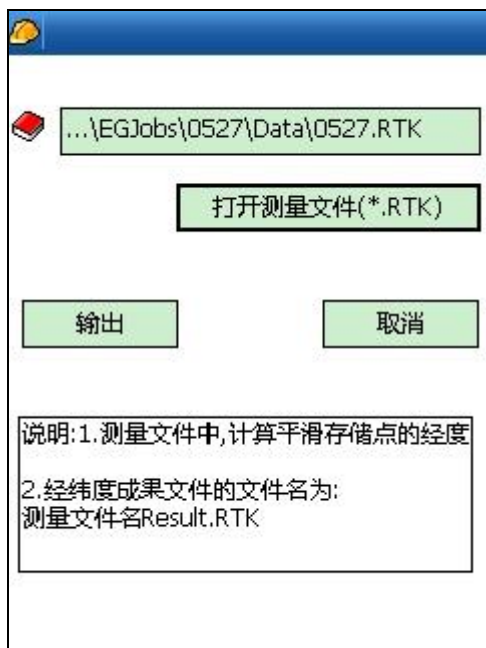 ...\EGJobs\0527\Data\0527.RTK
打开测量文件(*.RTK)
输出
取消
说明:1.测量文件中,计算平滑存储点的经度
2.经纬度成果文件的文件名为:
测量文件名Result.RTK